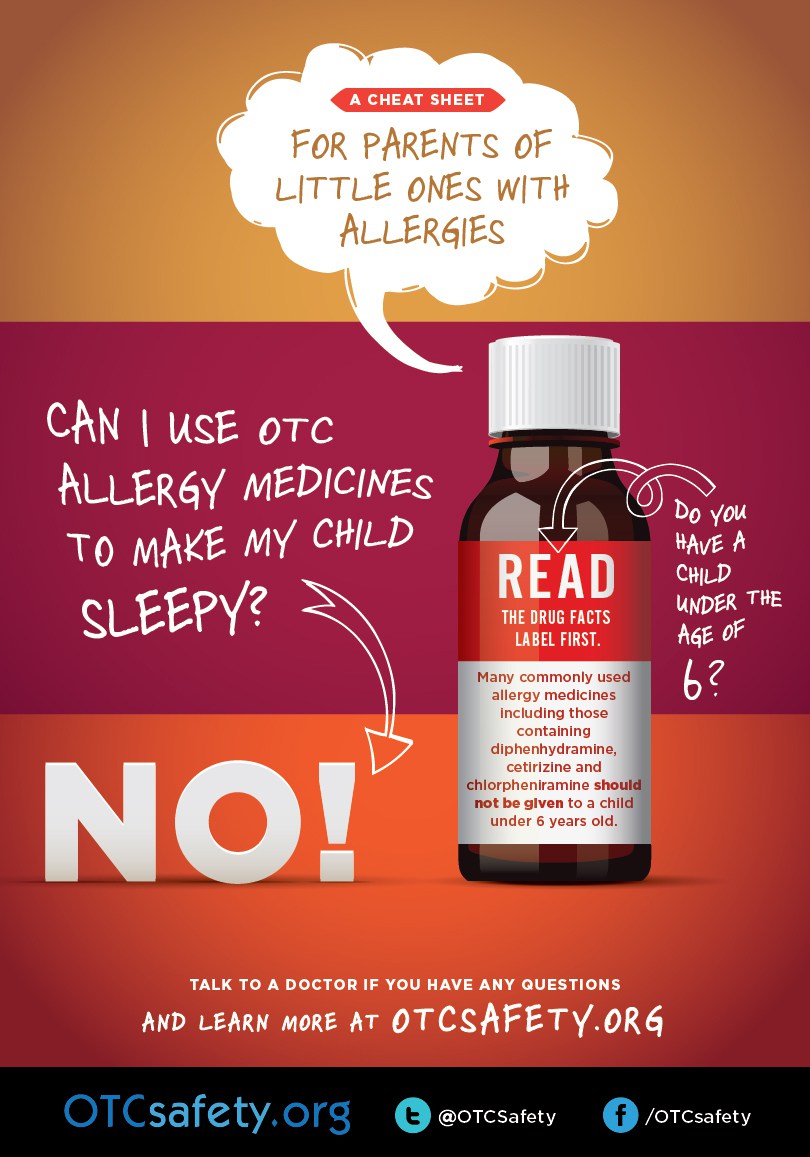 A CHEAT SHEET
FOR PARENTS OF
LITTLE ONES WITH
ALLERGIES
CAN I USE OTC
ALLERGY MEDICINES
TO MAKE MY CHILD
SLEEPY?
NO!
READ
THE DRUG FACTS
LABEL FIRST.
Many commonly used
allergy medicines
including those
containing
diphenhydramine,
cetirizine and
chlorpheniramine should
not be given to a child
under 6 years old.
DO YOU
HAVE A
CHILD
UNDER THE
AGE OF
6?
TALK TO A DOCTOR IF YOU HAVE ANY QUESTIONS
AND LEARN MORE AT OTCSAFETY.ORG
OTCsafety.org
@OTCSafety
/OTCsafety